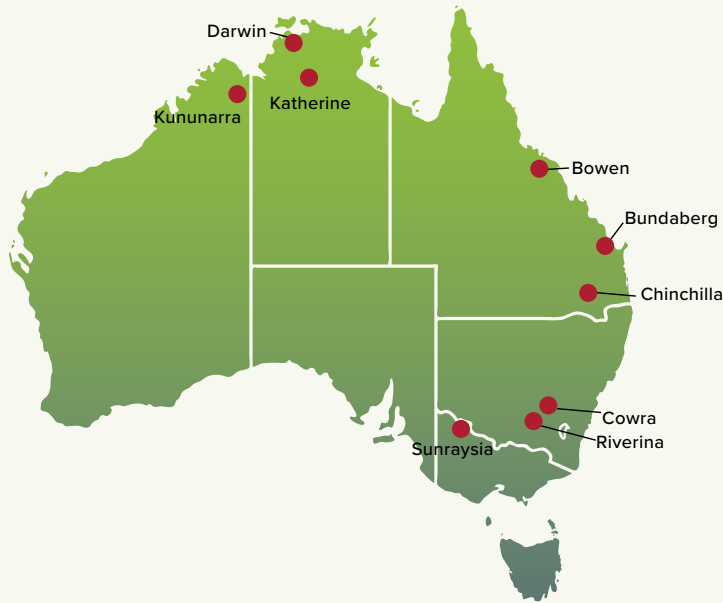 Darwin
Katherine
Kununarra
Bowen
Bundaberg
Chinchilla
Cowra
Riverina
Sunraysia